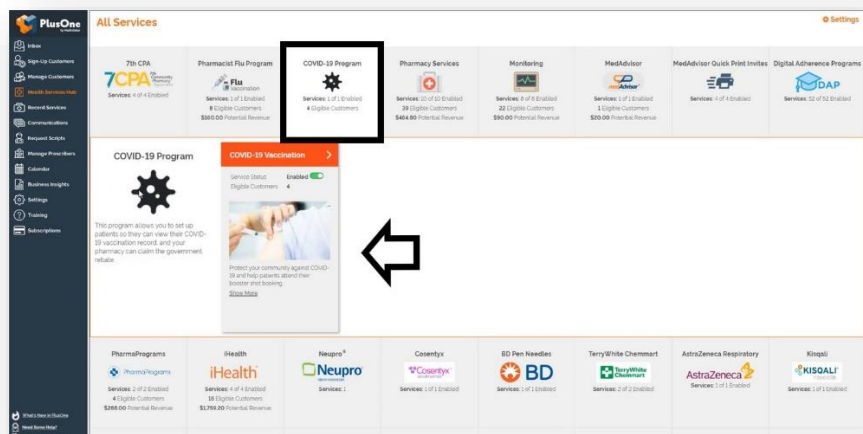 PlusOne
by MedAdvisor
All Services
Settings
Inbox
Sign-Up Customers
Manage Customers
Health Services Hub
Record Services
Communications
Request Scripts
Manage Prescribers
Calendar
Business Insights
Settings
Training
Subscriptions
What's New in PlusOne
Need Some Help?
7th CPA
7CPA
Services: 4 of 4 Enabled
Pharmacist Flu Program
Flu
Vaccination
Services: 1 of 1 Enabled
8 Eligible Customers
$160.00 Potential Revenue
COVID-19 Program
Services: 1 of 1 Enabled
4 Eligible Customers
Pharmacy Services
Services: 10 of 10 Enabled
39 Eligible Customers
$464.80 Potential Revenue
Monitoring
Services: 8 of 8 Enabled
22 Eligible Customers
$90.00 Potential Revenue
MedAdvisor
medAdvisor
Services: 1 of 1 Enabled
1 Eligible Customers
$20.00 Potential Revenue
MedAdvisor Quick Print Invites
Services: 4 of 4 Enabled
Digital Adherence Programs
DAP
Services: 52 of 52 Enabled
COVID-19 Program
This program allows you to set up
patients so they can view their COVID-
19 vaccination record, and your
pharmacy can claim the government
rebate.
COVID-19 Vaccination
Service Status Enabled
Eligible Customers 4
Protect your community against COVID-
19 and help patients attend their
booster shot booking
Show More
PharmaPrograms
PharmaPrograms
Services: 2 of 2 Enabled
4 Eligible Customers
$288.00 Potential Revenue
iHealth
iHealth
Services: 4 of 4 Enabled
18 Eligible Customers
$1,759.20 Potential Revenue
Neupro®
Neupro
Services: 1
Cosentyx
Cosentyx
Services: 1 of 1 Enabled
BD Pen Needles
BD
Services: 1 of 1 Enabled
TerryWhite Chemmart
TerryWhite
Chemmart
Services: 2 of 2 Enabled
AstraZeneca Respiratory
AstraZeneca
Services: 1 of 1 Enabled
Kisqali
KISQALI
Services: 1 of 1 Enabled